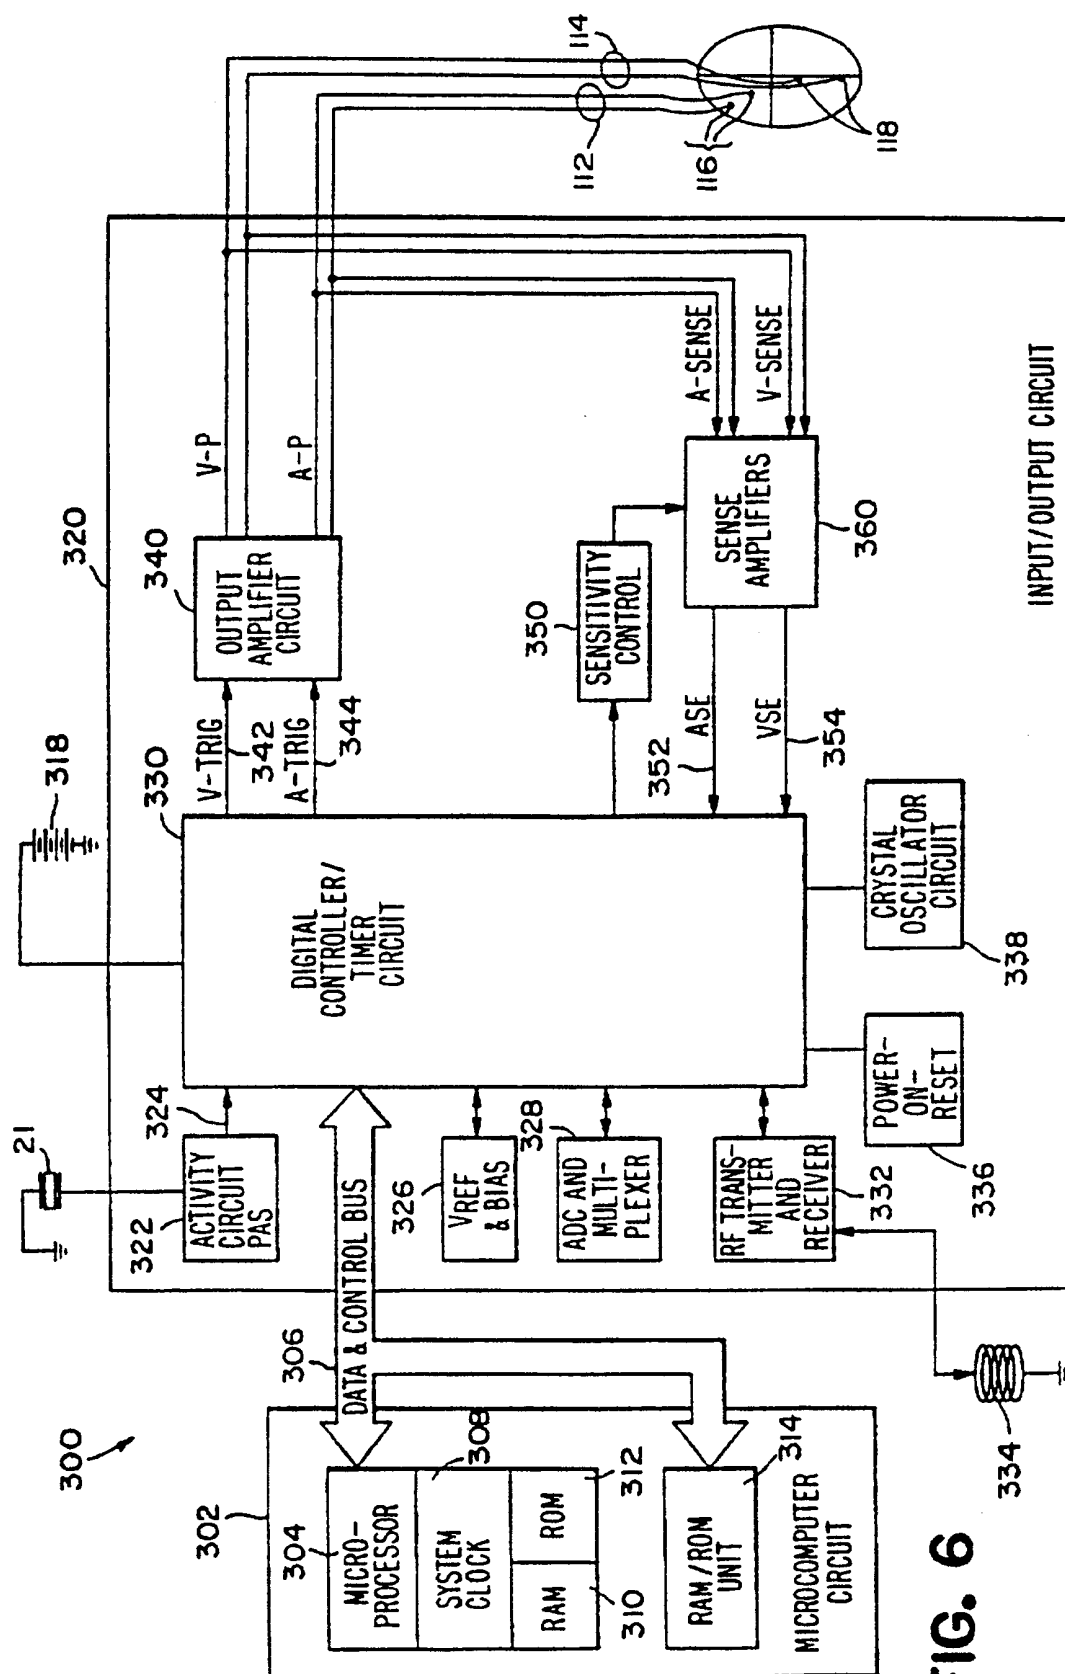 300
302
304
MICRO-
PROCESSOR
308
SYSTEM
CLOCK
RAM
ROM
310
312
RAM/ROM
UNIT
314
MICROCOMPUTER
CIRCUIT
306
DATA & CONTROL BUS
334
21
322
ACTIVITY
CIRCUIT
PAS
324
326
VREF
& BIAS
328
ADC AND
MULTI-
PLEXER
RF TRANS-
MITTER
AND
RECEIVER
332
POWER-
ON-
RESET
336
CRYSTAL
OSCILLATOR
CIRCUIT
338
318
330
DIGITAL
CONTROLLER/
TIMER
CIRCUIT
320
V-TRIG
342
A-TRIG
344
340
OUTPUT
AMPLIFIER
CIRCUIT
V-P
A-P
350
SENSITIVITY
CONTROL
352
ASE
VSE
354
SENSE
AMPLIFIERS
360
A-SENSE
V-SENSE
INPUT/OUTPUT CIRCUIT
112
114
116
118
FIG. 6